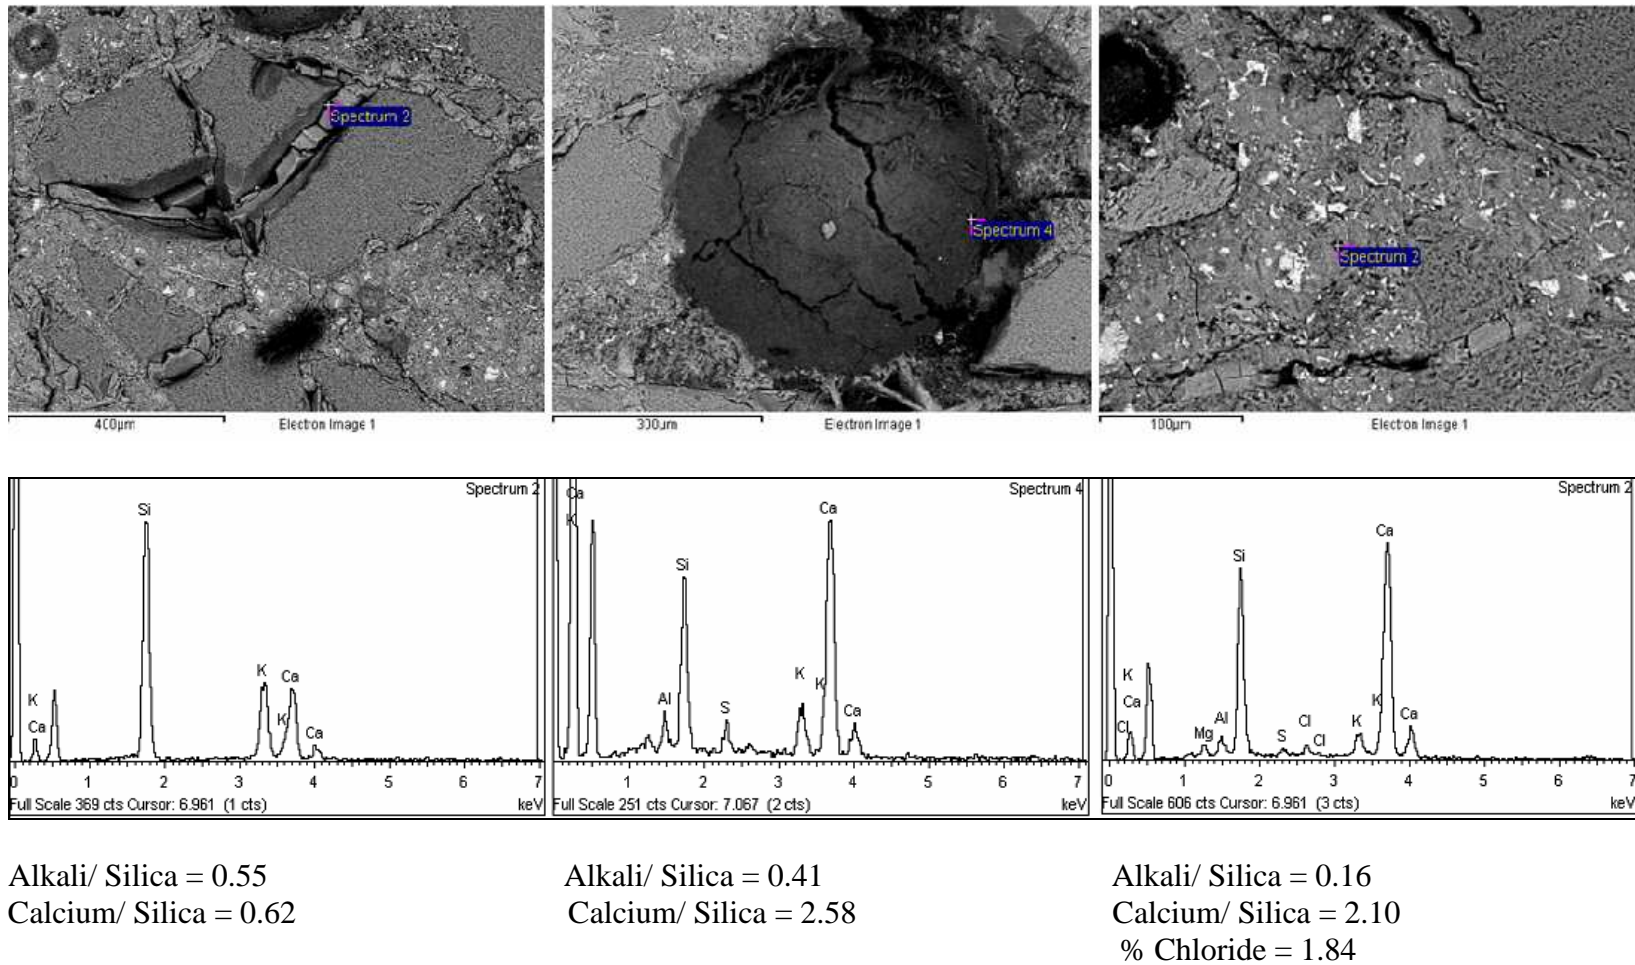 Spectrum 2
400µm
Electron Image 1
Spectrum 4
300µm
Electron Image 1
Spectrum 2
100µm
Electron Image 1
Spectrum 2
Si
K
Ca
K
Ca
K
Ca
0 1 2 3 4 5 6 7
Full Scale 369 cts Cursor: 6.961 (1 cts)
keV
Spectrum 4
Ca
K
Al
Si
S
K
K
Ca
Ca
1 2 3 4 5 6 7
Full Scale 251 cts Cursor: 7.067 (2 cts)
keV
Spectrum 2
K
Ca
Cl
Mg
Al
Si
S
Cl
Cl
K
K
Ca
Ca
0 1 2 3 4 5 6 7
Full Scale 606 cts Cursor: 6.961 (3 cts)
keV
Alkali/ Silica = 0.55
Calcium/ Silica = 0.62
Alkali/ Silica = 0.41
Calcium/ Silica = 2.58
Alkali/ Silica = 0.16
Calcium/ Silica = 2.10
% Chloride = 1.84